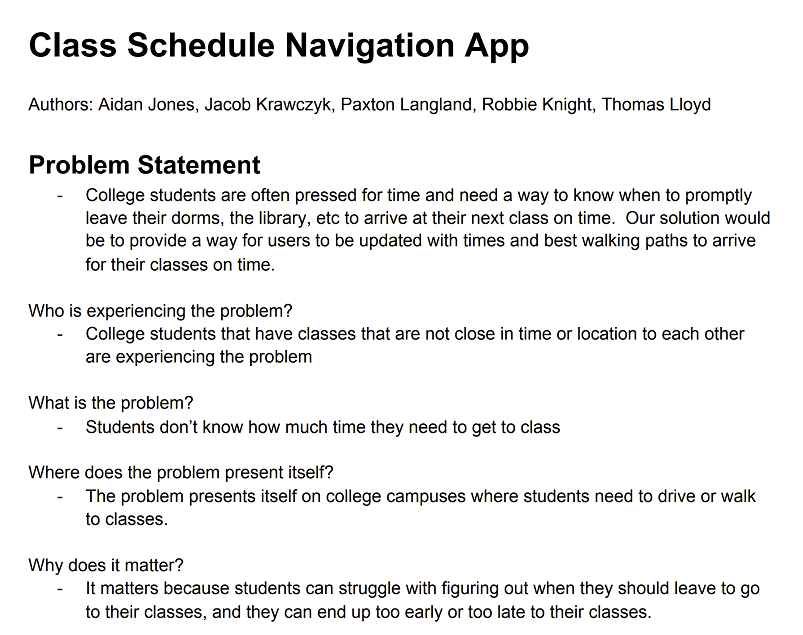 Class Schedule Navigation App
Authors: Aidan Jones, Jacob Krawczyk, Paxton Langland, Robbie Knight, Thomas Lloyd
Problem Statement
- College students are often pressed for time and need a way to know when to promptly
leave their dorms, the library, etc to arrive at their next class on time.  Our solution would
be to provide a way for users to be updated with times and best walking paths to arrive
for their classes on time.
Who is experiencing the problem?
- College students that have classes that are not close in time or location to each other
are experiencing the problem
What is the problem?
- Students don’t know how much time they need to get to class
Where does the problem present itself?
- The problem presents itself on college campuses where students need to drive or walk
to classes.
Why does it matter?
- It matters because students can struggle with figuring out when they should leave to go
to their classes, and they can end up too early or too late to their classes.